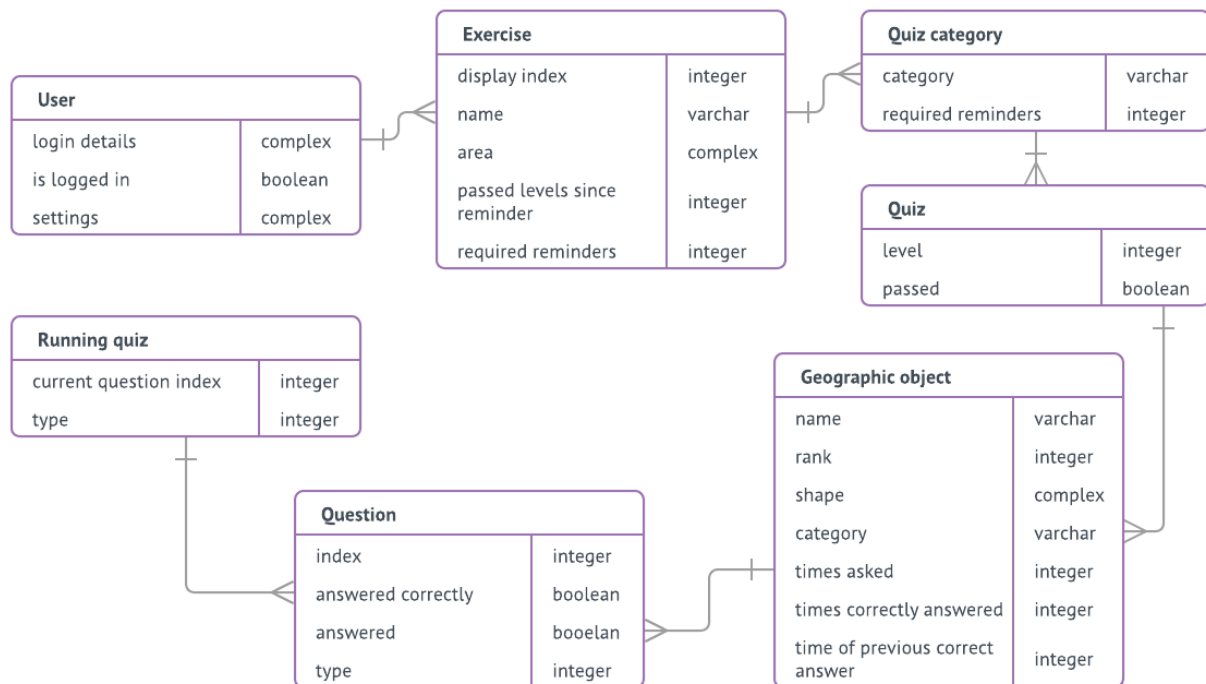 User
login details complex
is logged in boolean
settings complex
Exercise
display index integer
name varchar
area complex
passed levels since
reminder integer
required reminders integer
Quiz category
category varchar
required reminders integer
Quiz
level integer
passed boolean
Running quiz
current question index integer
type integer
Question
index integer
answered correctly boolean
answered booelan
type integer
Geographic object
name varchar
rank integer
shape complex
category varchar
times asked integer
times correctly answered integer
time of previous correct
answer integer